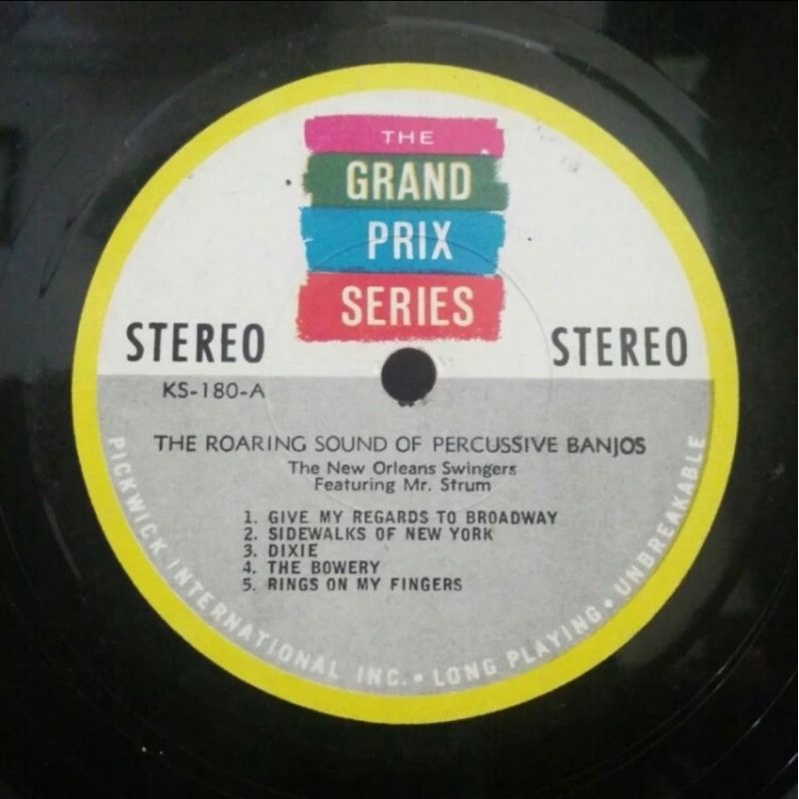 THE
GRAND
PRIX
SERIES
STEREO STEREO
KS-180-A
THE ROARING SOUND OF PERCUSSIVE BANJOS
The New Orleans Swingers
Featuring Mr. Strum
1. GIVE MY REGARDS TO BROADWAY
2. SIDEWALKS OF NEW YORK
3. DIXIE
4. THE BOWERY
5. RINGS ON MY FINGERS
PICKWICK INTERNATIONAL INC. • LONG PLAYING • UNBREAKABLE